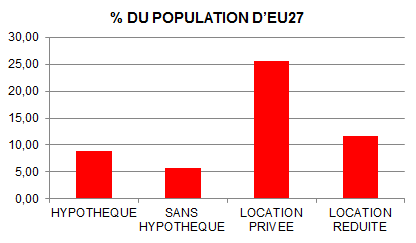 % DU POPULATION D'EU27
30,00
25,00
20,00
15,00
10,00
5,00
0,00
HYPOTHEQUE
SANS
HYPOTHEQUE
LOCATION
PRIVEE
LOCATION
REDUITE